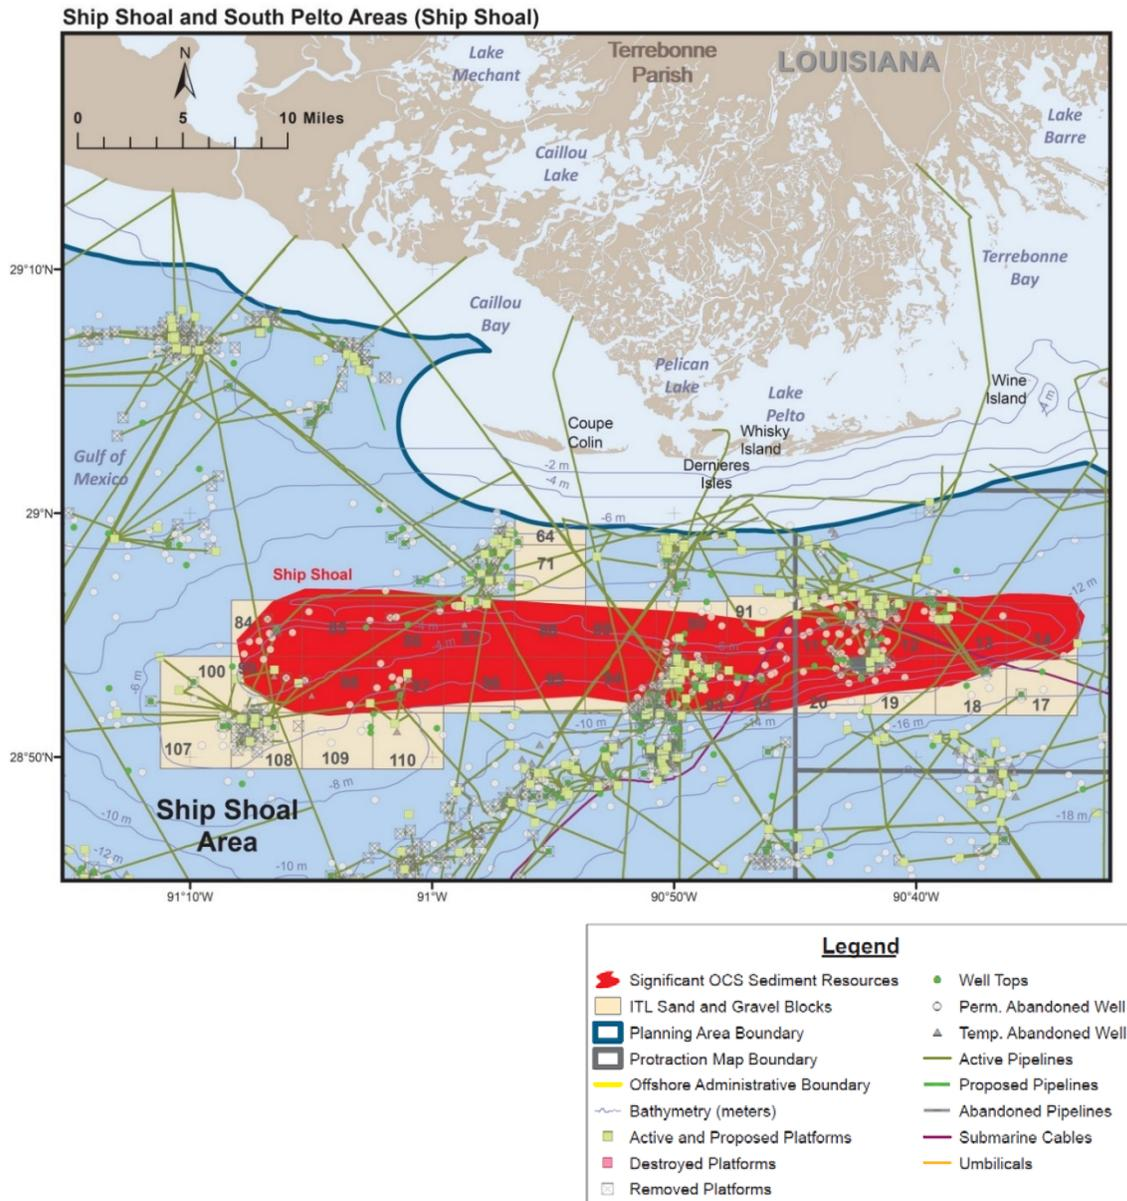 Ship Shoal and South Pelto Areas (Ship Shoal)
N
0 5 10 Miles
Lake
Mechant
Terrebonne
Parish
LOUISIANA
Lake
Barre
Caillou
Lake
Terrebonne
Bay
29°10'N
Caillou
Bay
Pelican
Lake
Lake
Pelto
Wine
Island
-4 m
Coupe
Colin
Whisky
Island
Dernieres
Isles
Gulf of
Mexico
-2 m
-4 m
29°N
-6 m
64
71
Ship Shoal
-12 m
84
91
-4 m
-6 m
100
-6 m
20
19
18
17
-10 m
-14 m
-16 m
107
108
109
110
28°50'N
-8 m
Ship Shoal
Area
-10 m
-18 m
-12 m
-10 m
91°10'W
91°W
90°50'W
90°40'W
Legend
Significant OCS Sediment Resources
ITL Sand and Gravel Blocks
Planning Area Boundary
Protraction Map Boundary
Offshore Administrative Boundary
Bathymetry (meters)
Active and Proposed Platforms
Destroyed Platforms
Removed Platforms
Well Tops
Perm. Abandoned Well
Temp. Abandoned Well
Active Pipelines
Proposed Pipelines
Abandoned Pipelines
Submarine Cables
Umbilicals